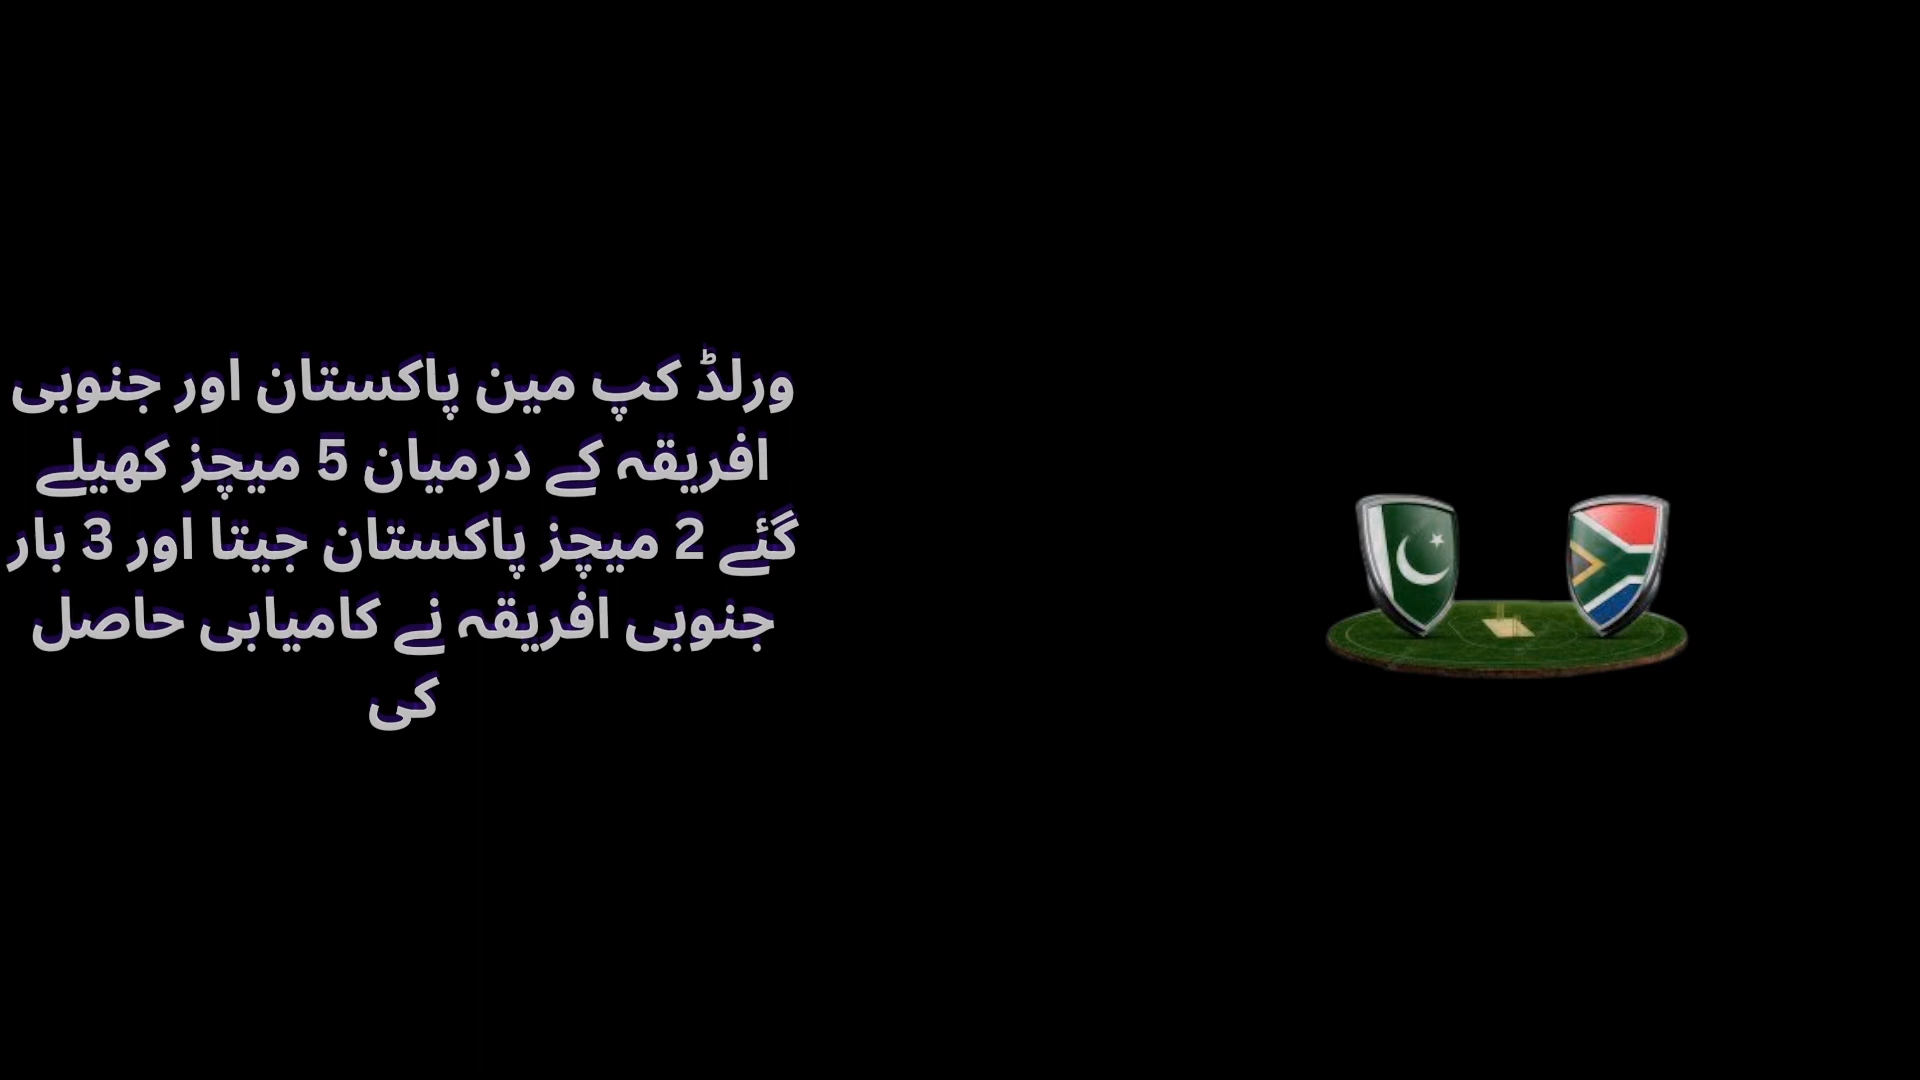 ورلڈ کپ مین پاکستان اور جنوبی
افریقہ کے درمیان 5 میچز کھیلے
گئے 2 میچز پاکستان جیتا اور 3 بار
جنوبی افریقہ نے کامیابی حاصل
کی